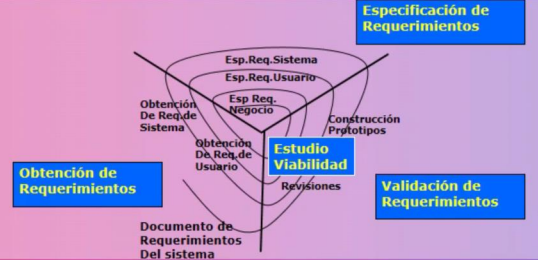 Especificación de
Requerimientos
Esp.Req.Sistema
Esp.Req.Usuario
Esp Req.
Negocio
Obtención
De Req.de
Sistema
Construcción
Prototipos
Obtención
De Req.de
Usuario
Estudio
Viabilidad
Obtención de
Requerimientos
Revisiones
Validación de
Requerimientos
Documento de
Requerimientos
Del sistema